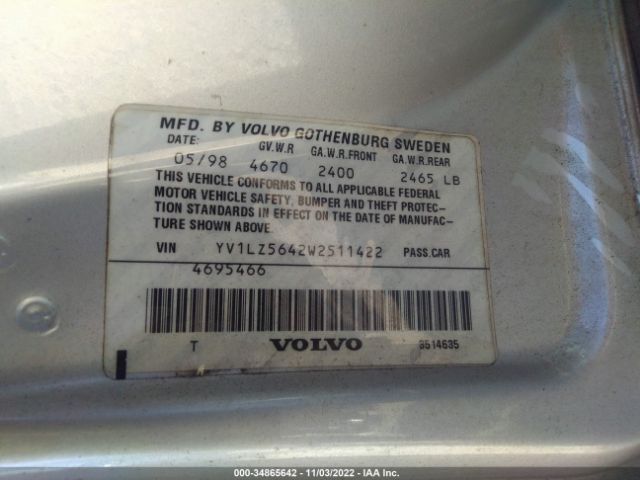 MFD. BY VOLVO GOTHENBURG SWEDEN
DATE: GV.W.R GA.W.R.FRONT GA.W.R.REAR
05/98 4670 2400 2465 LB
THIS VEHICLE CONFORMS TO ALL APPLICABLE FEDERAL
MOTOR VEHICLE SAFETY, BUMPER AND THEFT PROTEC-
TION STANDARDS IN EFFECT ON THE DATE OF MANUFAC-
TURE SHOWN ABOVE
VIN YV1LZ5642W2511422 PASS.CAR
4695466
T VOLVO 3514635
000-34865642 - 11/03/2022 - IAA Inc.